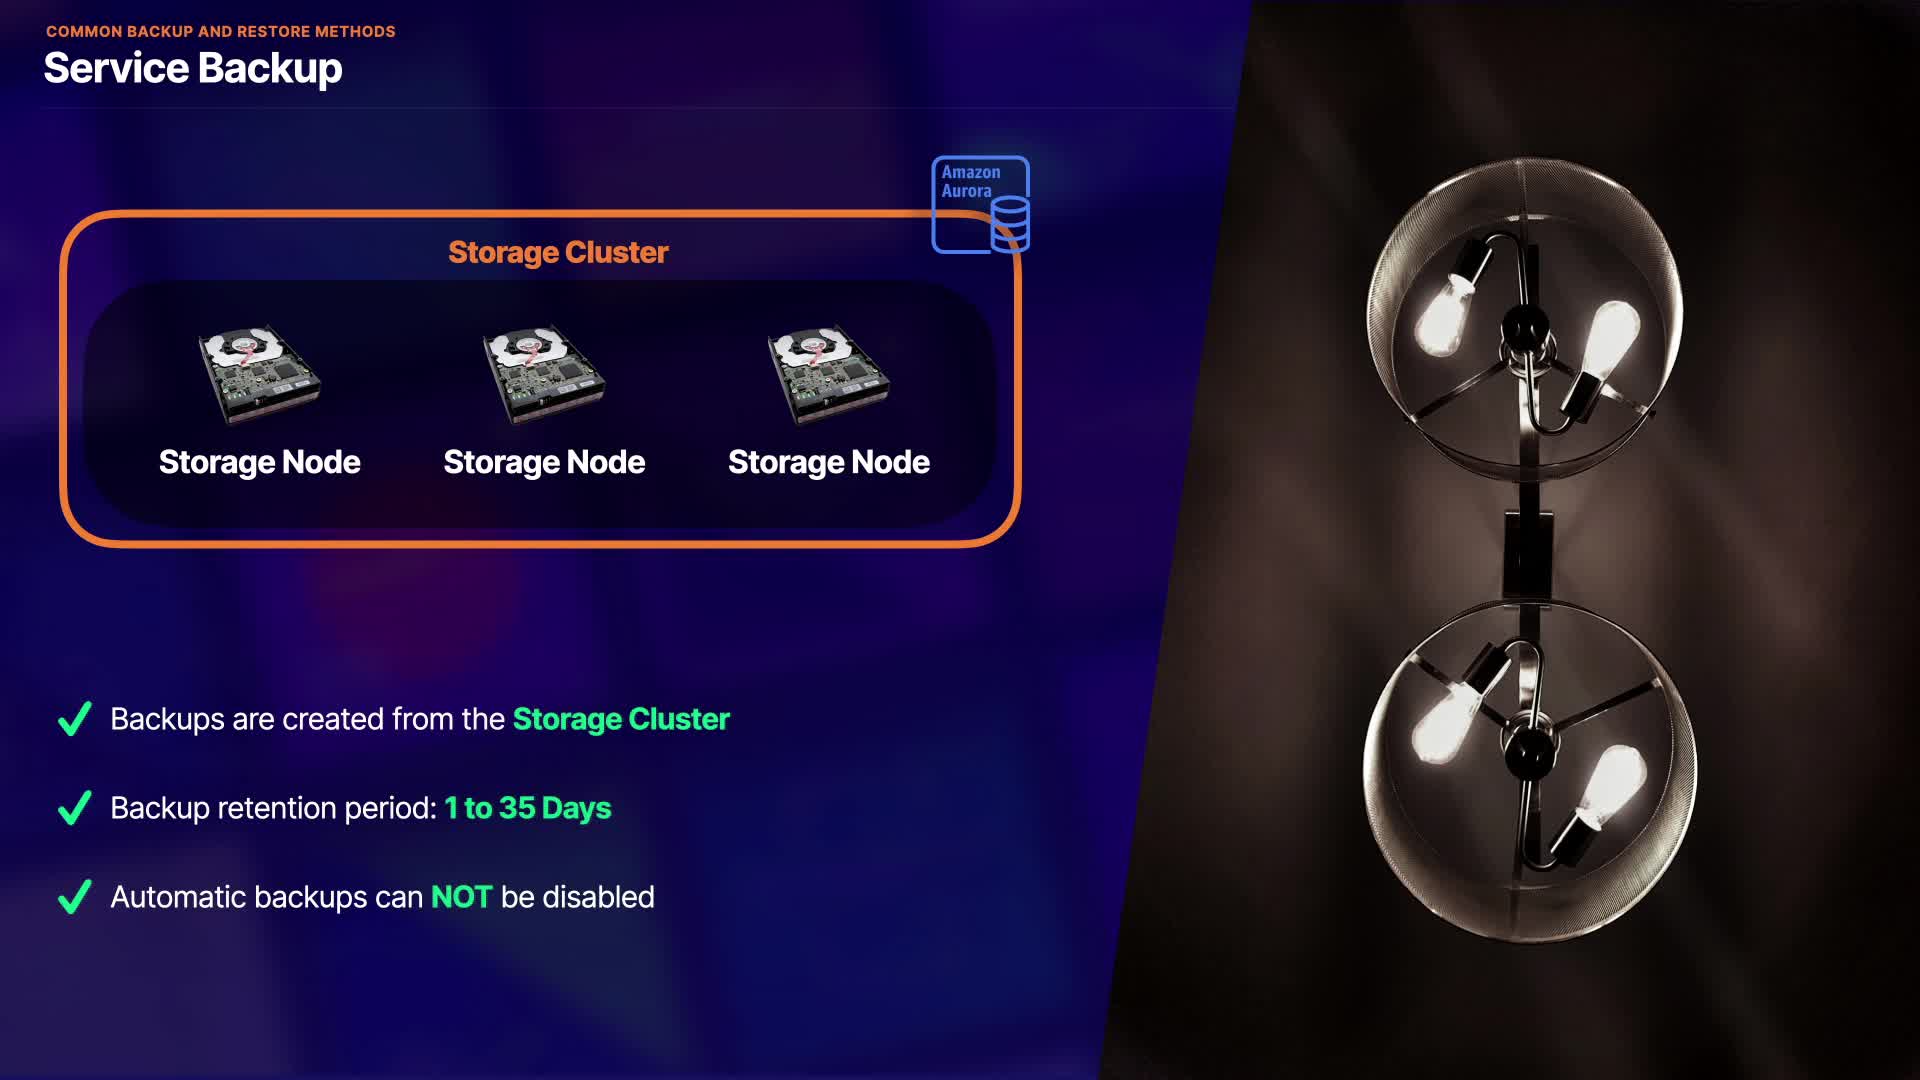 COMMON BACKUP AND RESTORE METHODS
Service Backup
Amazon
Aurora
Storage Cluster
Storage Node
Storage Node
Storage Node
Backups are created from the Storage Cluster
Backup retention period: 1 to 35 Days
Automatic backups can NOT be disabled